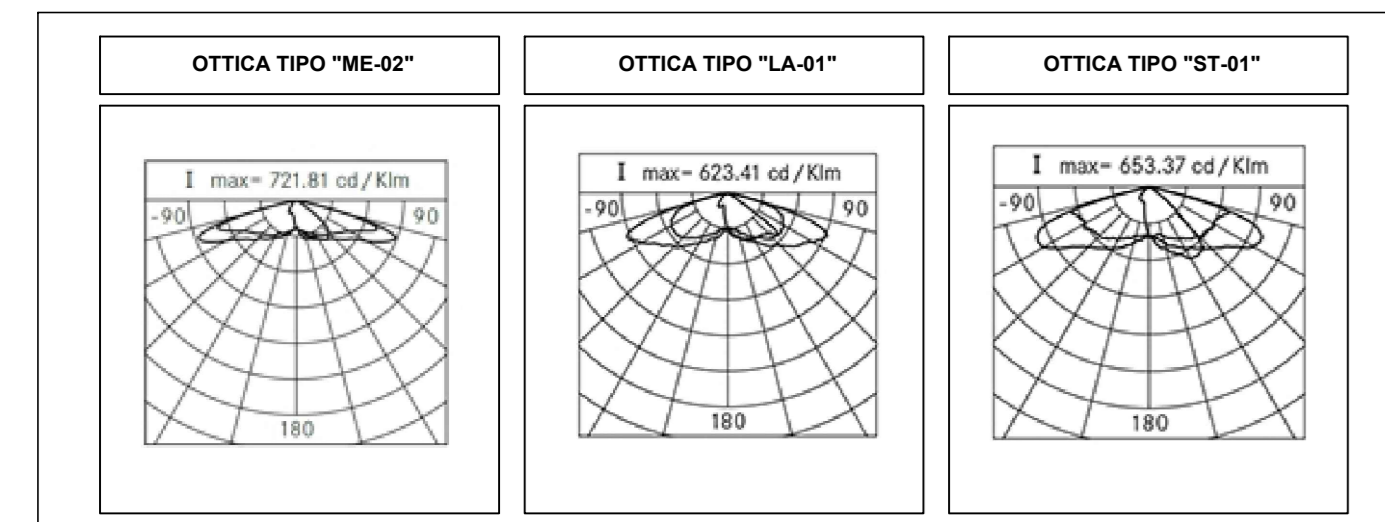 OTTICA TIPO "ME-02"
OTTICA TIPO "LA-01"
OTTICA TIPO "ST-01"
I max= 721.81 cd/Klm
-90 90
180
I max= 623.41 cd/Klm
-90 90
180
I max= 653.37 cd/Klm
-90 90
180